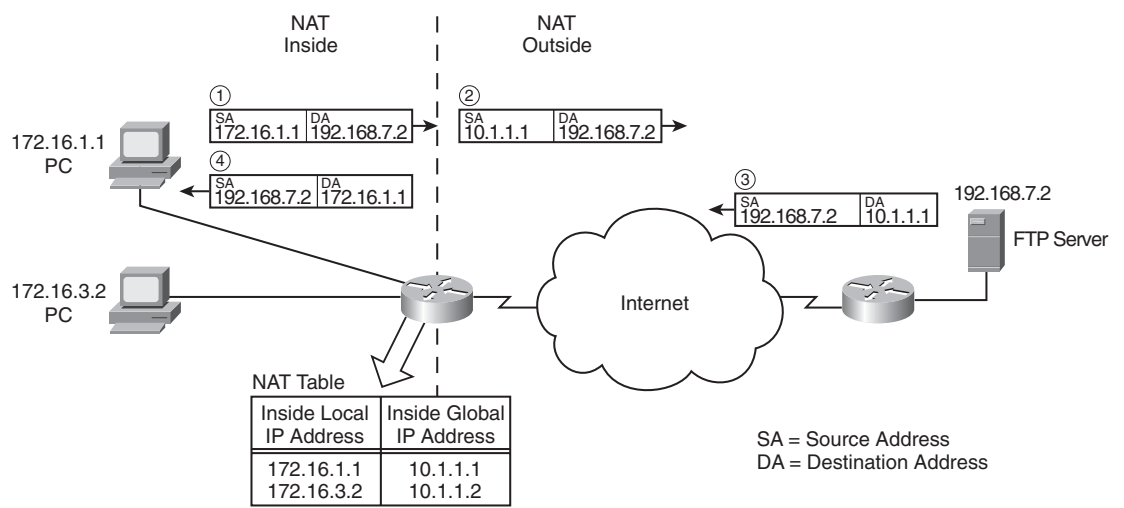 NAT
Inside
NAT
Outside
①
SA
172.16.1.1
DA
192.168.7.2
②
SA
10.1.1.1
DA
192.168.7.2
172.16.1.1
PC
④
SA
192.168.7.2
DA
172.16.1.1
③
SA
192.168.7.2
DA
10.1.1.1
192.168.7.2
FTP Server
172.16.3.2
PC
Internet
NAT Table
Inside Local
IP Address
Inside Global
IP Address
172.16.1.1 10.1.1.1
172.16.3.2 10.1.1.2
SA = Source Address
DA = Destination Address